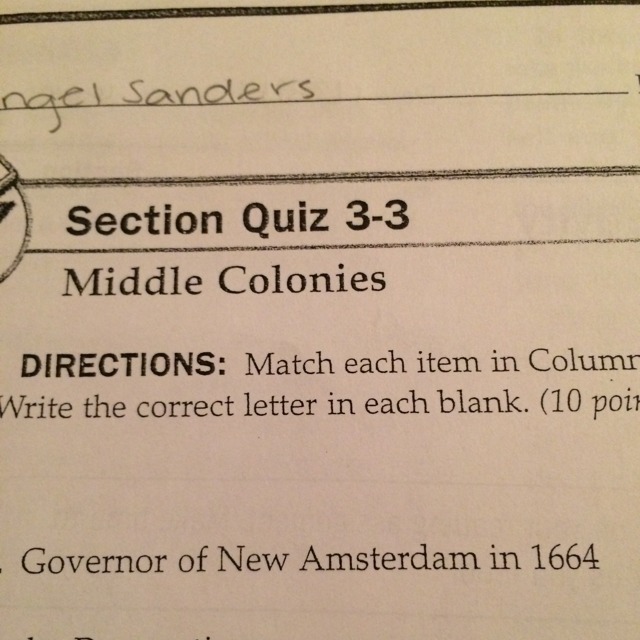 ngel Sanders
Section Quiz 3-3
Middle Colonies
DIRECTIONS: Match each item in Column
Write the correct letter in each blank. (10 poin
. Governor of New Amsterdam in 1664